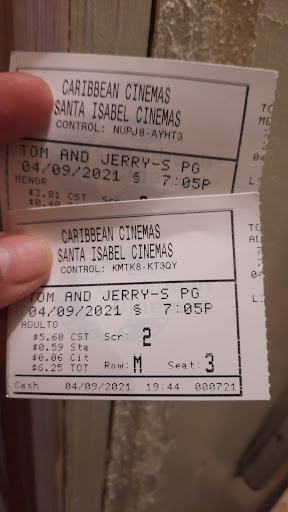 CARIBBEAN CINEMAS
SANTA ISABEL CINEMAS
CONTROL: NUPJ8-AYHT3
TOM AND JERRY-S PG
04/09/2021 @ 7:05P
MENOR
$3.81 CST
CARIBBEAN CINEMAS
SANTA ISABEL CINEMAS
CONTROL: KMTK8-KT3QY
TOM AND JERRY-S PG
04/09/2021 @ 7:05P
ADULTO
$5.60 CST Scr: 2
$0.59 Sta
$0.06 Cit
$6.25 TOT Row: M Seat: 3
Cash 04/09/2021 19:44 000721